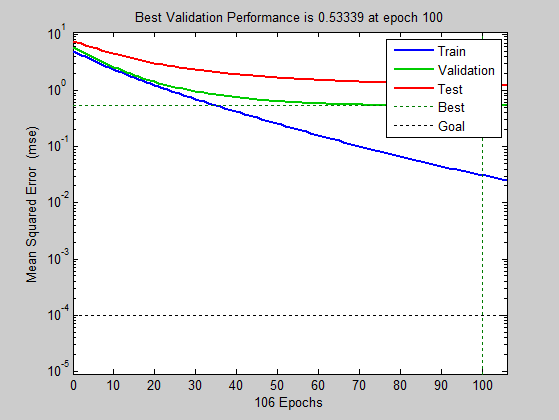 Best Validation Performance is 0.53339 at epoch 100
10^1
10^0
10^-1
10^-2
10^-3
10^-4
10^-5
Mean Squared Error (mse)
Train
Validation
Test
Best
Goal
0 10 20 30 40 50 60 70 80 90 100
106 Epochs